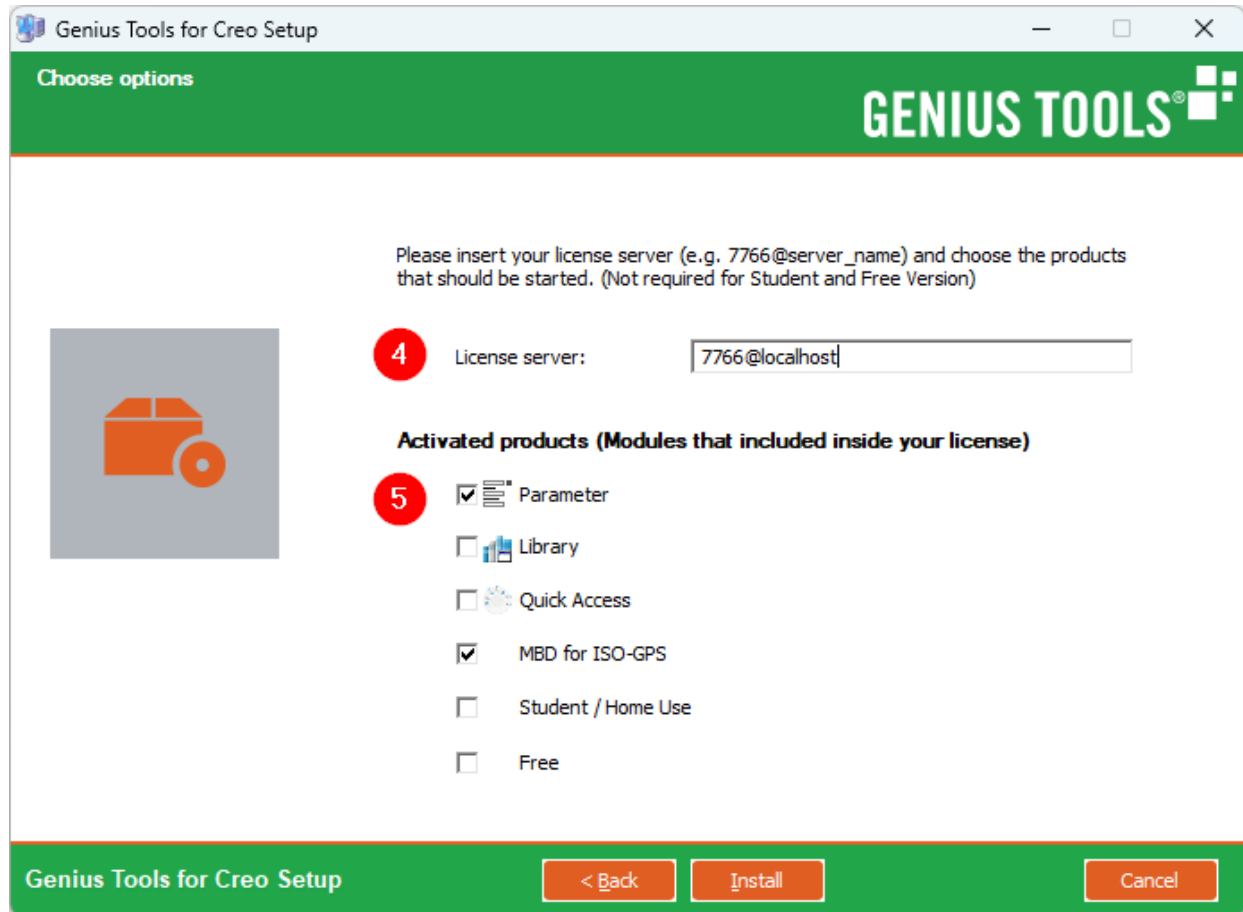 Genius Tools for Creo Setup
Choose options
GENIUS TOOLS®
Please insert your license server (e.g. 7766@server_name) and choose the products
that should be started. (Not required for Student and Free Version)
4 License server: 7766@localhost
Activated products (Modules that included inside your license)
5 Parameter
Library
Quick Access
MBD for ISO-GPS
Student / Home Use
Free
Genius Tools for Creo Setup < Back Install Cancel